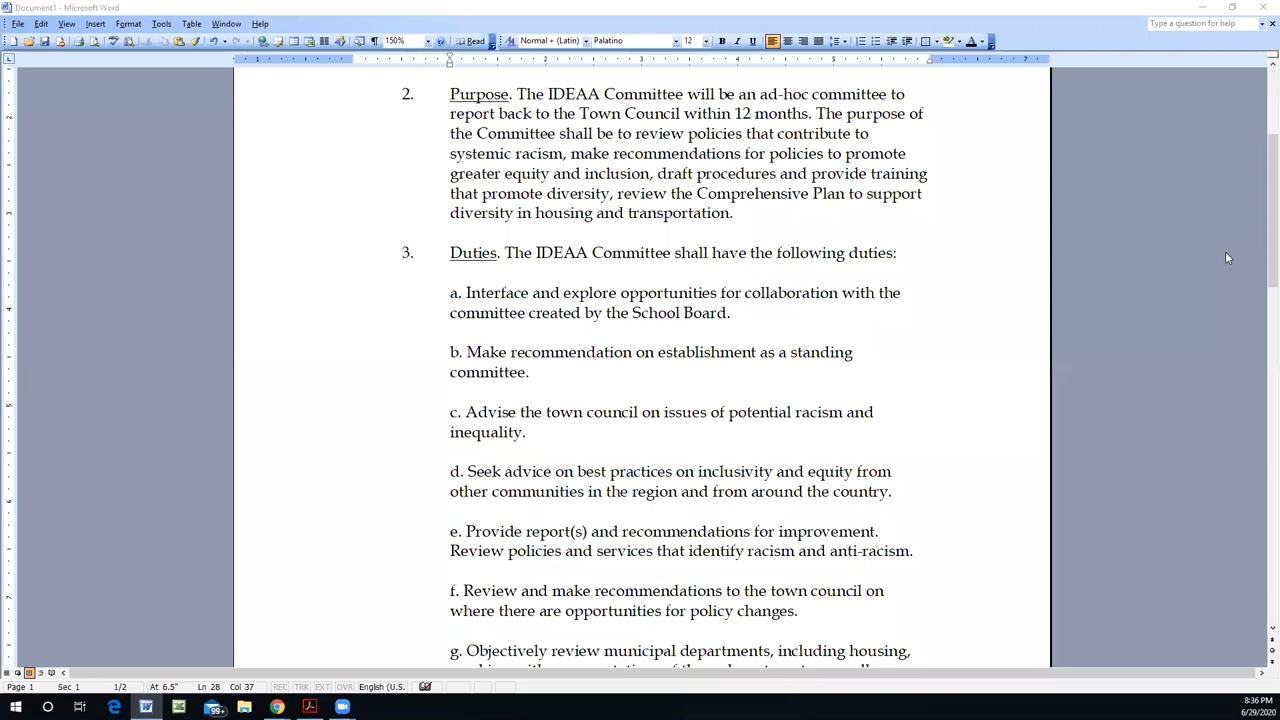 Document1 - Microsoft Word
File Edit View Insert Format Tools Table Window Help
Type a question for help
150% Read Normal + (Latin) Palatino 12 B I U
1 2 3 4 5 7
2. Purpose. The IDEAA Committee will be an ad-hoc committee to
report back to the Town Council within 12 months. The purpose of
the Committee shall be to review policies that contribute to
systemic racism, make recommendations for policies to promote
greater equity and inclusion, draft procedures and provide training
that promote diversity, review the Comprehensive Plan to support
diversity in housing and transportation.
3. Duties. The IDEAA Committee shall have the following duties:
a. Interface and explore opportunities for collaboration with the
committee created by the School Board.
b. Make recommendation on establishment as a standing
committee.
c. Advise the town council on issues of potential racism and
inequality.
d. Seek advice on best practices on inclusivity and equity from
other communities in the region and from around the country.
e. Provide report(s) and recommendations for improvement.
Review policies and services that identify racism and anti-racism.
f. Review and make recommendations to the town council on
where there are opportunities for policy changes.
g. Objectively review municipal departments, including housing,
Page 1 Sec 1 1/2 At 6.5" Ln 28 Col 37 REC TRK EXT OVR English (U.S.
99+
8:36 PM
6/29/2020